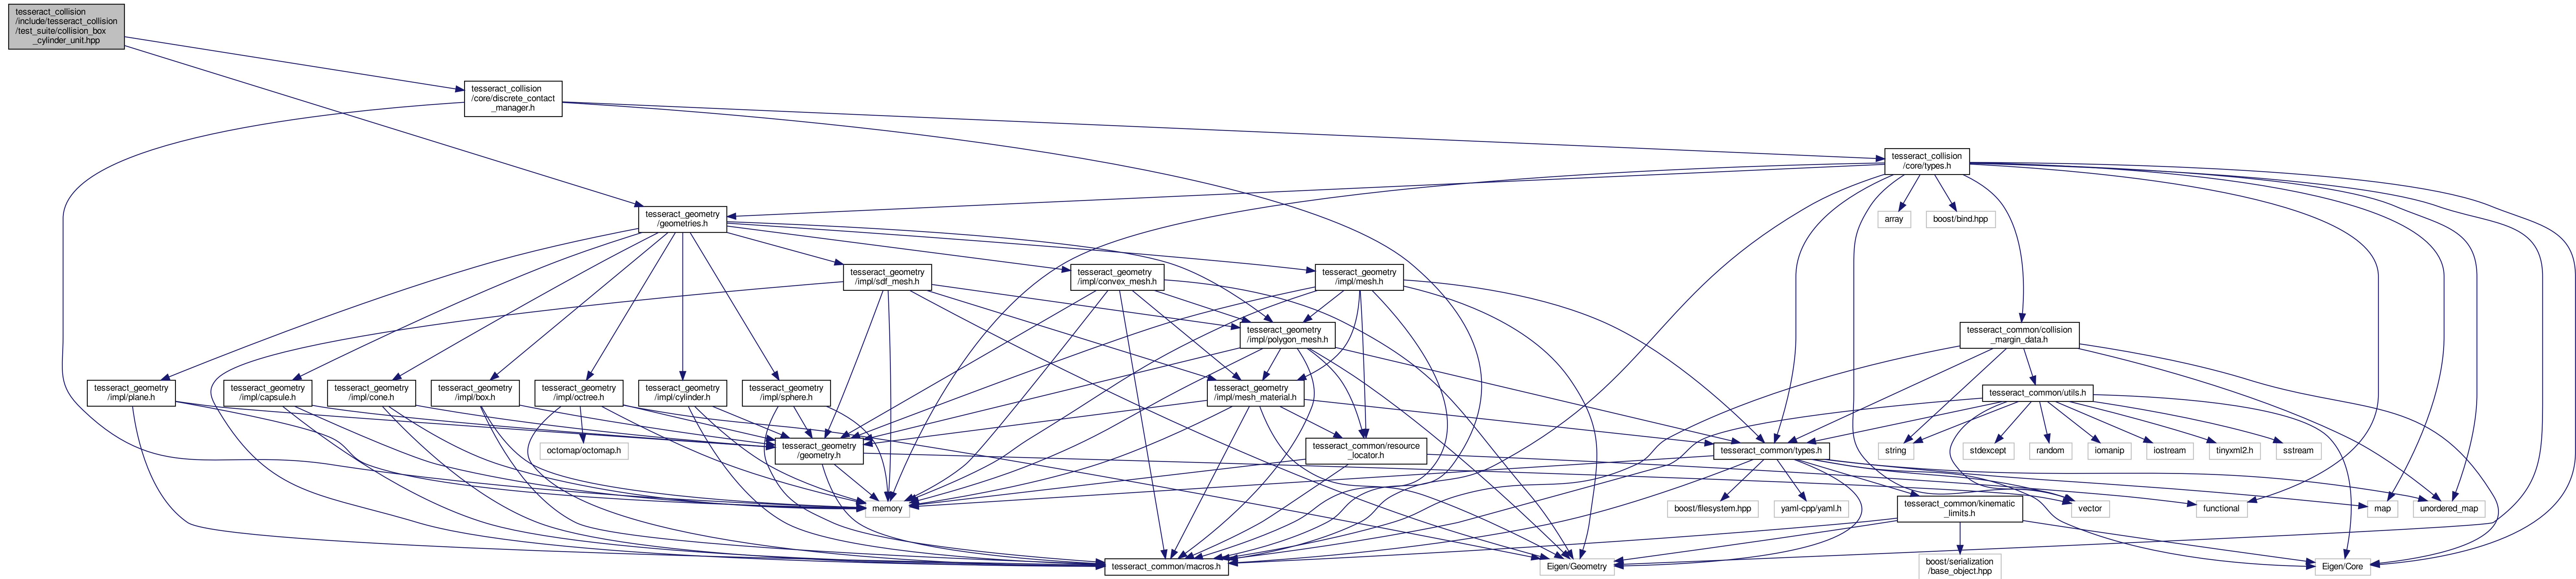 tesseract_collision
/include/tesseract_collision
/test_suite/collision_box
_cylinder_unit.hpp
tesseract_collision
/core/discrete_contact
_manager.h
tesseract_collision
/core/types.h
tesseract_geometry
/geometries.h
array
boost/bind.hpp
tesseract_geometry
/impl/sdf_mesh.h
tesseract_geometry
/impl/convex_mesh.h
tesseract_geometry
/impl/mesh.h
tesseract_geometry
/impl/polygon_mesh.h
tesseract_common/collision
_margin_data.h
tesseract_geometry
/impl/plane.h
tesseract_geometry
/impl/capsule.h
tesseract_geometry
/impl/cone.h
tesseract_geometry
/impl/box.h
tesseract_geometry
/impl/octree.h
tesseract_geometry
/impl/cylinder.h
tesseract_geometry
/impl/sphere.h
tesseract_geometry
/impl/mesh_material.h
tesseract_common/utils.h
octomap/octomap.h
tesseract_geometry
/geometry.h
tesseract_common/resource
_locator.h
tesseract_common/types.h
string
stdexcept
random
iomanip
iostream
tinyxml2.h
sstream
memory
boost/filesystem.hpp
yaml-cpp/yaml.h
tesseract_common/kinematic
_limits.h
vector
functional
map
unordered_map
tesseract_common/macros.h
Eigen/Geometry
boost/serialization
/base_object.hpp
Eigen/Core